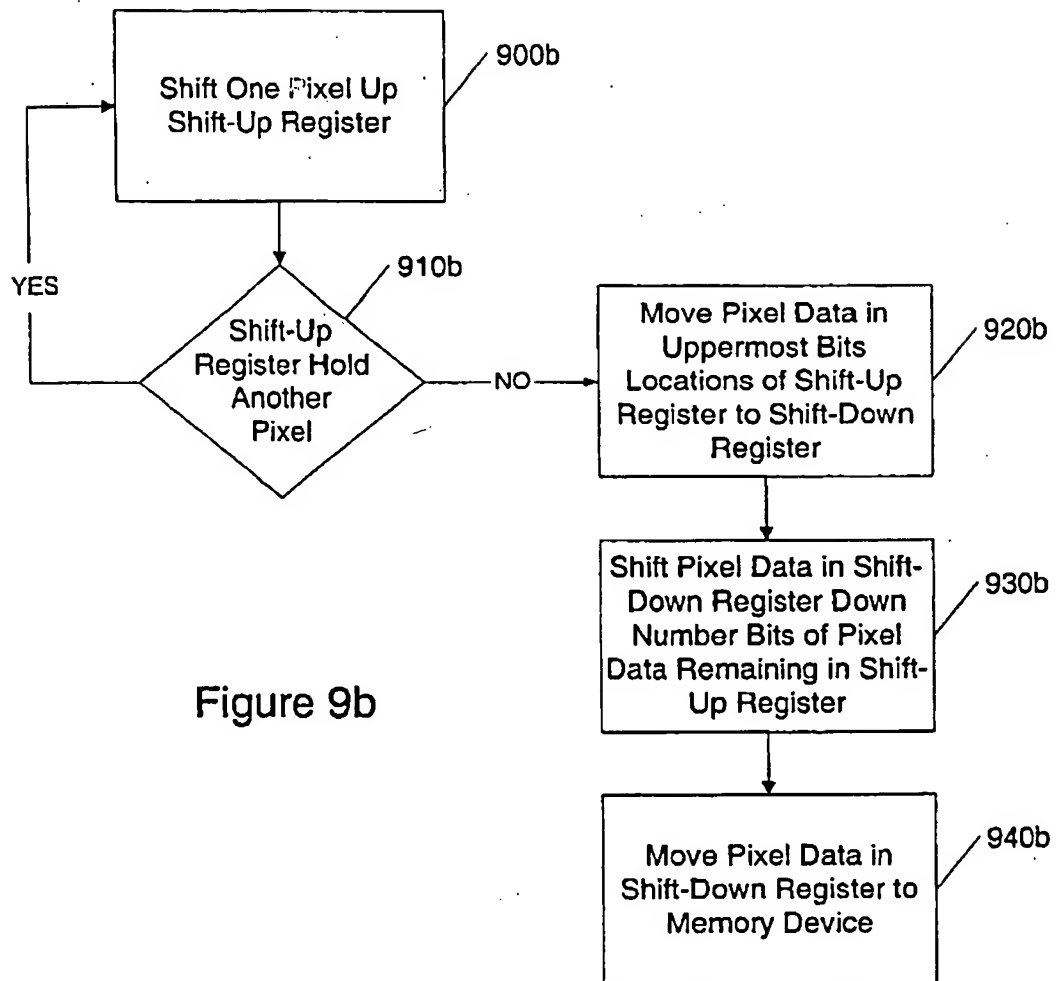 Shift One Pixel Up
Shift-Up Register
900b
YES
910b
Shift-Up
Register Hold
Another
Pixel
NO
Move Pixel Data in
Uppermost Bits
Locations of Shift-Up
Register to Shift-Down
Register
920b
Shift Pixel Data in Shift-
Down Register Down
Number Bits of Pixel
Data Remaining in Shift-
Up Register
930b
Figure 9b
Move Pixel Data in
Shift-Down Register to
Memory Device
940b